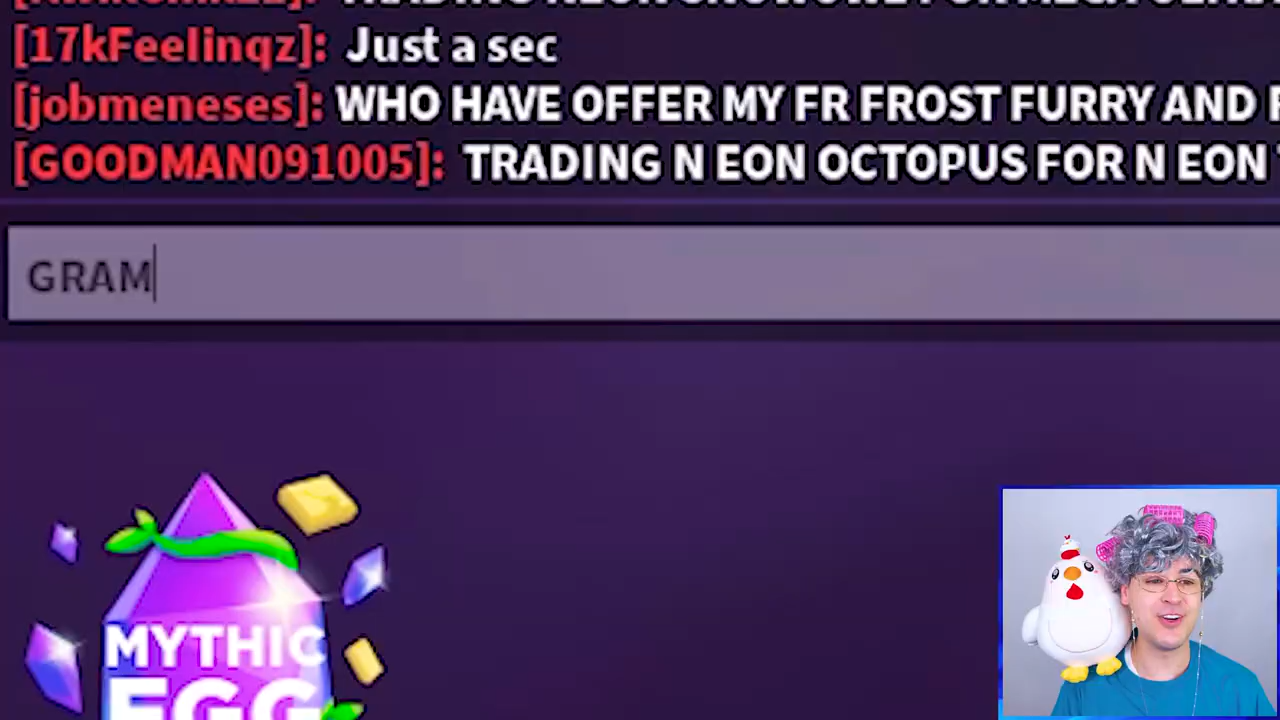 [17kFeelinqz]: Just a sec
[jobmeneses]: WHO HAVE OFFER MY FR FROST FURRY AND
[GOODMAN091005]: TRADING N EON OCTOPUS FOR N EON
GRAM
MYTHIC
EGG